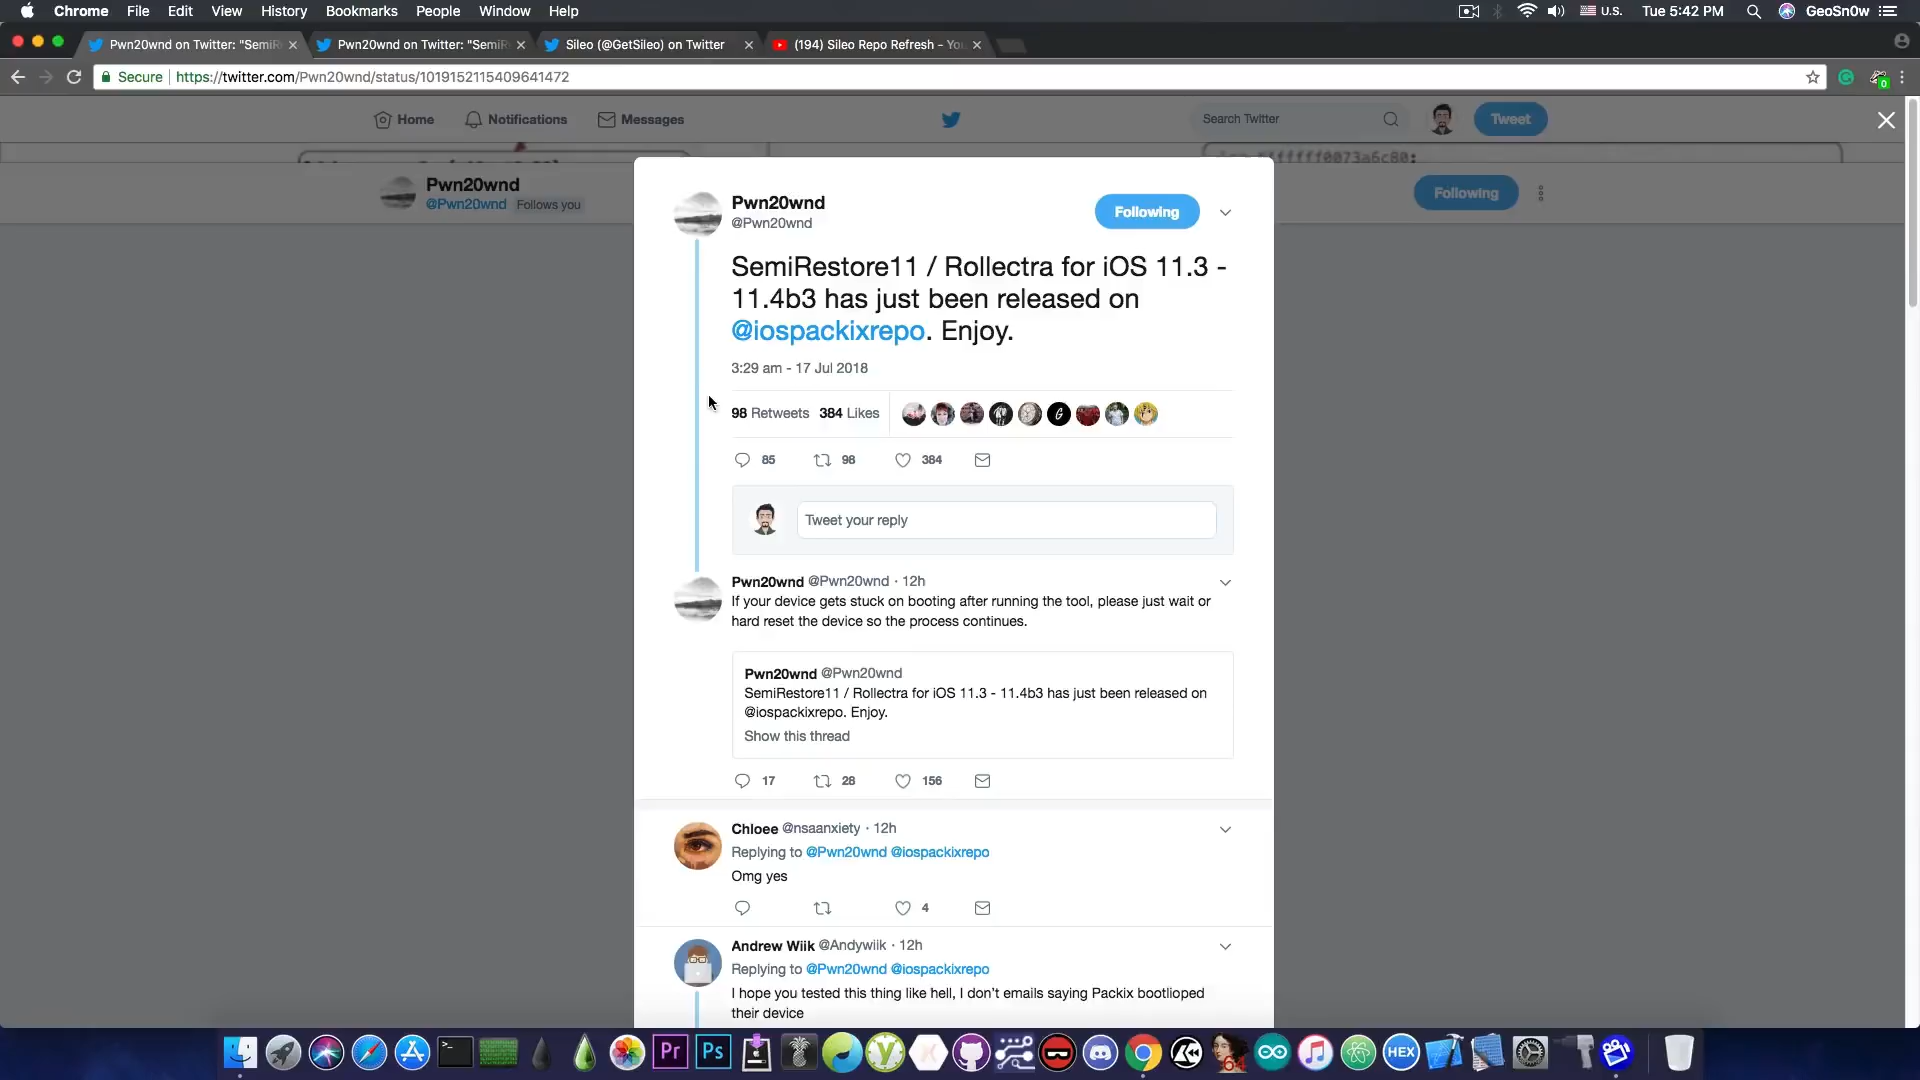 Chrome File Edit View History Bookmarks People Window Help
U.S. Tue 5:42 PM GeoSn0w
Pwn20wnd on Twitter: "SemiR
Pwn20wnd on Twitter: "SemiR
Sileo (@GetSileo) on Twitter
(194) Sileo Repo Refresh - Yo
Secure https://twitter.com/Pwn20wnd/status/1019152115409641472
0
Home Notifications Messages
Search Twitter
Tweet
Pwn20wnd
@Pwn20wnd Follows you
Following
Pwn20wnd
@Pwn20wnd
Following
SemiRestore11 / Rollectra for iOS 11.3 -
11.4b3 has just been released on
@iospackixrepo. Enjoy.
3:29 am - 17 Jul 2018
98 Retweets 384 Likes
85 98 384
Tweet your reply
Pwn20wnd @Pwn20wnd · 12h
If your device gets stuck on booting after running the tool, please just wait or
hard reset the device so the process continues.
Pwn20wnd @Pwn20wnd
SemiRestore11 / Rollectra for iOS 11.3 - 11.4b3 has just been released on
@iospackixrepo. Enjoy.
Show this thread
17 28 156
Chloee @nsaanxiety · 12h
Replying to @Pwn20wnd @iospackixrepo
Omg yes
4
Andrew Wiik @Andywiik · 12h
Replying to @Pwn20wnd @iospackixrepo
I hope you tested this thing like hell, I don't emails saying Packix bootlioped
their device
Pr Ps HEX 64